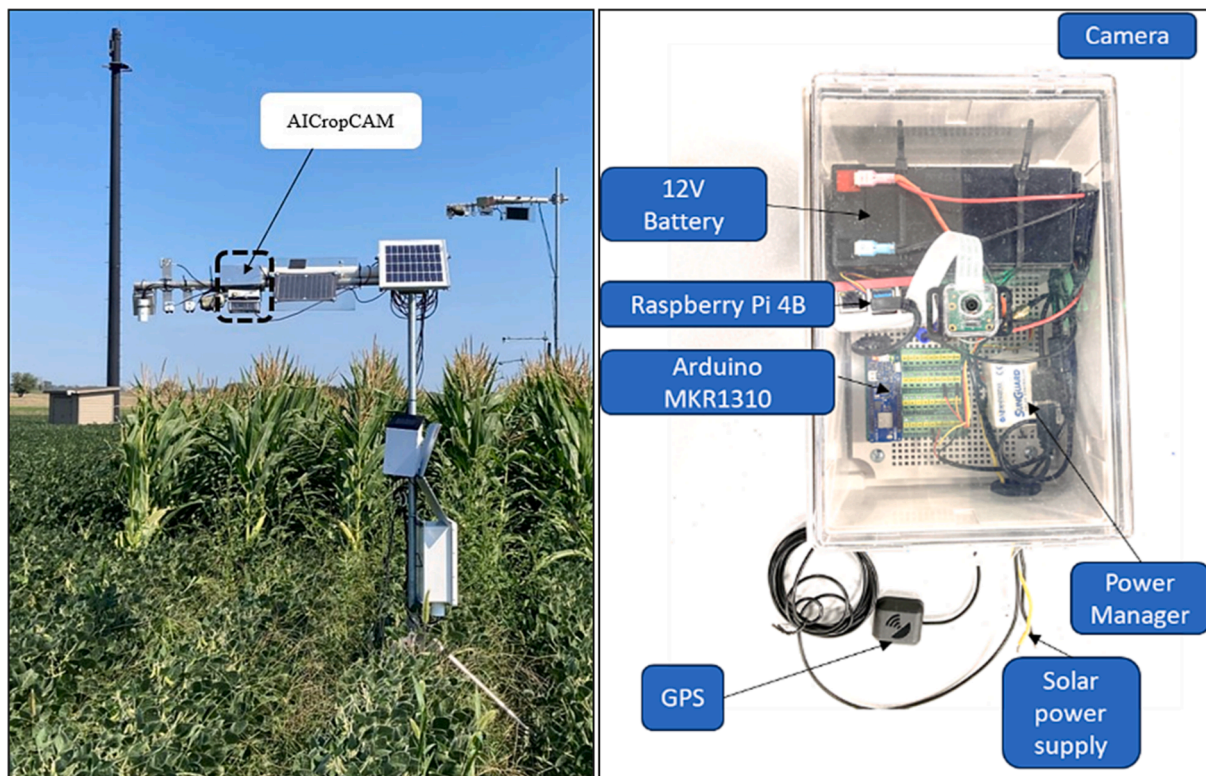 AICropCAM
Camera
12V
Battery
Raspberry Pi 4B
Arduino
MKR1310
SUNGUARD
Power
Manager
GPS
Solar
power
supply